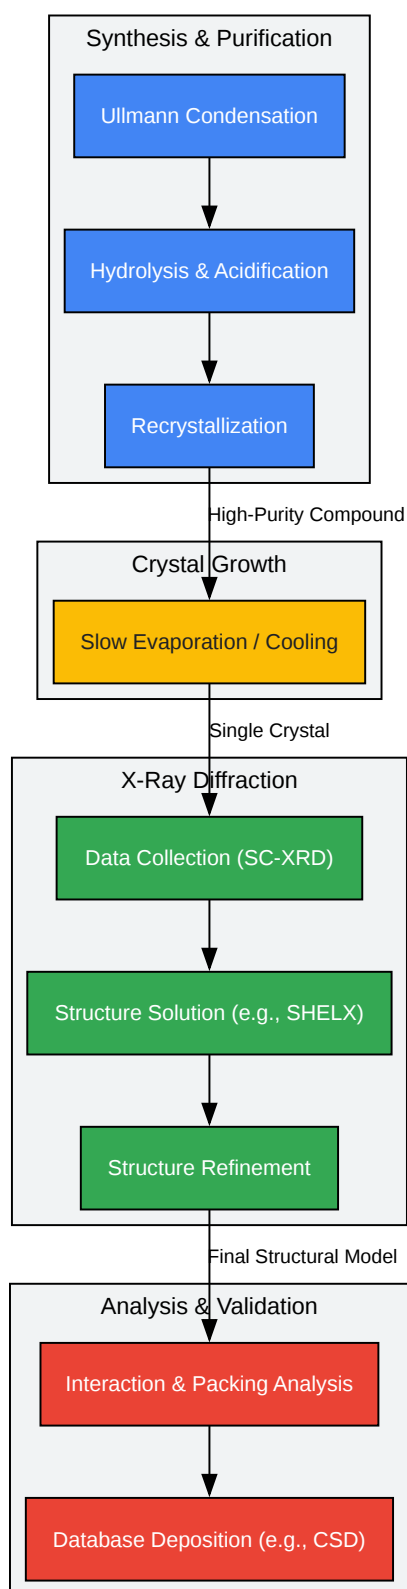 Synthesis & Purification
Ullmann Condensation
Hydrolysis & Acidification
Recrystallization
High-Purity Compound
Crystal Growth
Slow Evaporation / Cooling
Single Crystal
X-Ray Diffraction
Data Collection (SC-XRD)
Structure Solution (e.g., SHELX)
Structure Refinement
Final Structural Model
Analysis & Validation
Interaction & Packing Analysis
Database Deposition (e.g., CSD)